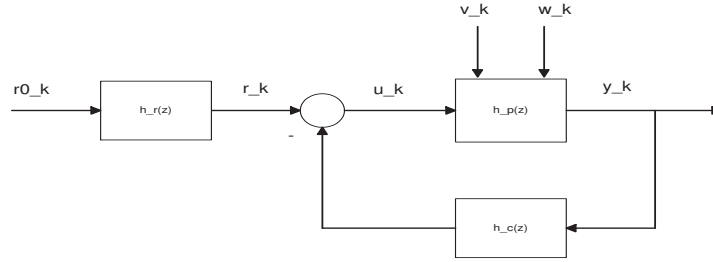 v_k w_k
r0_k r_k u_k y_k
h_r(z) h_p(z)
-
h_c(z)